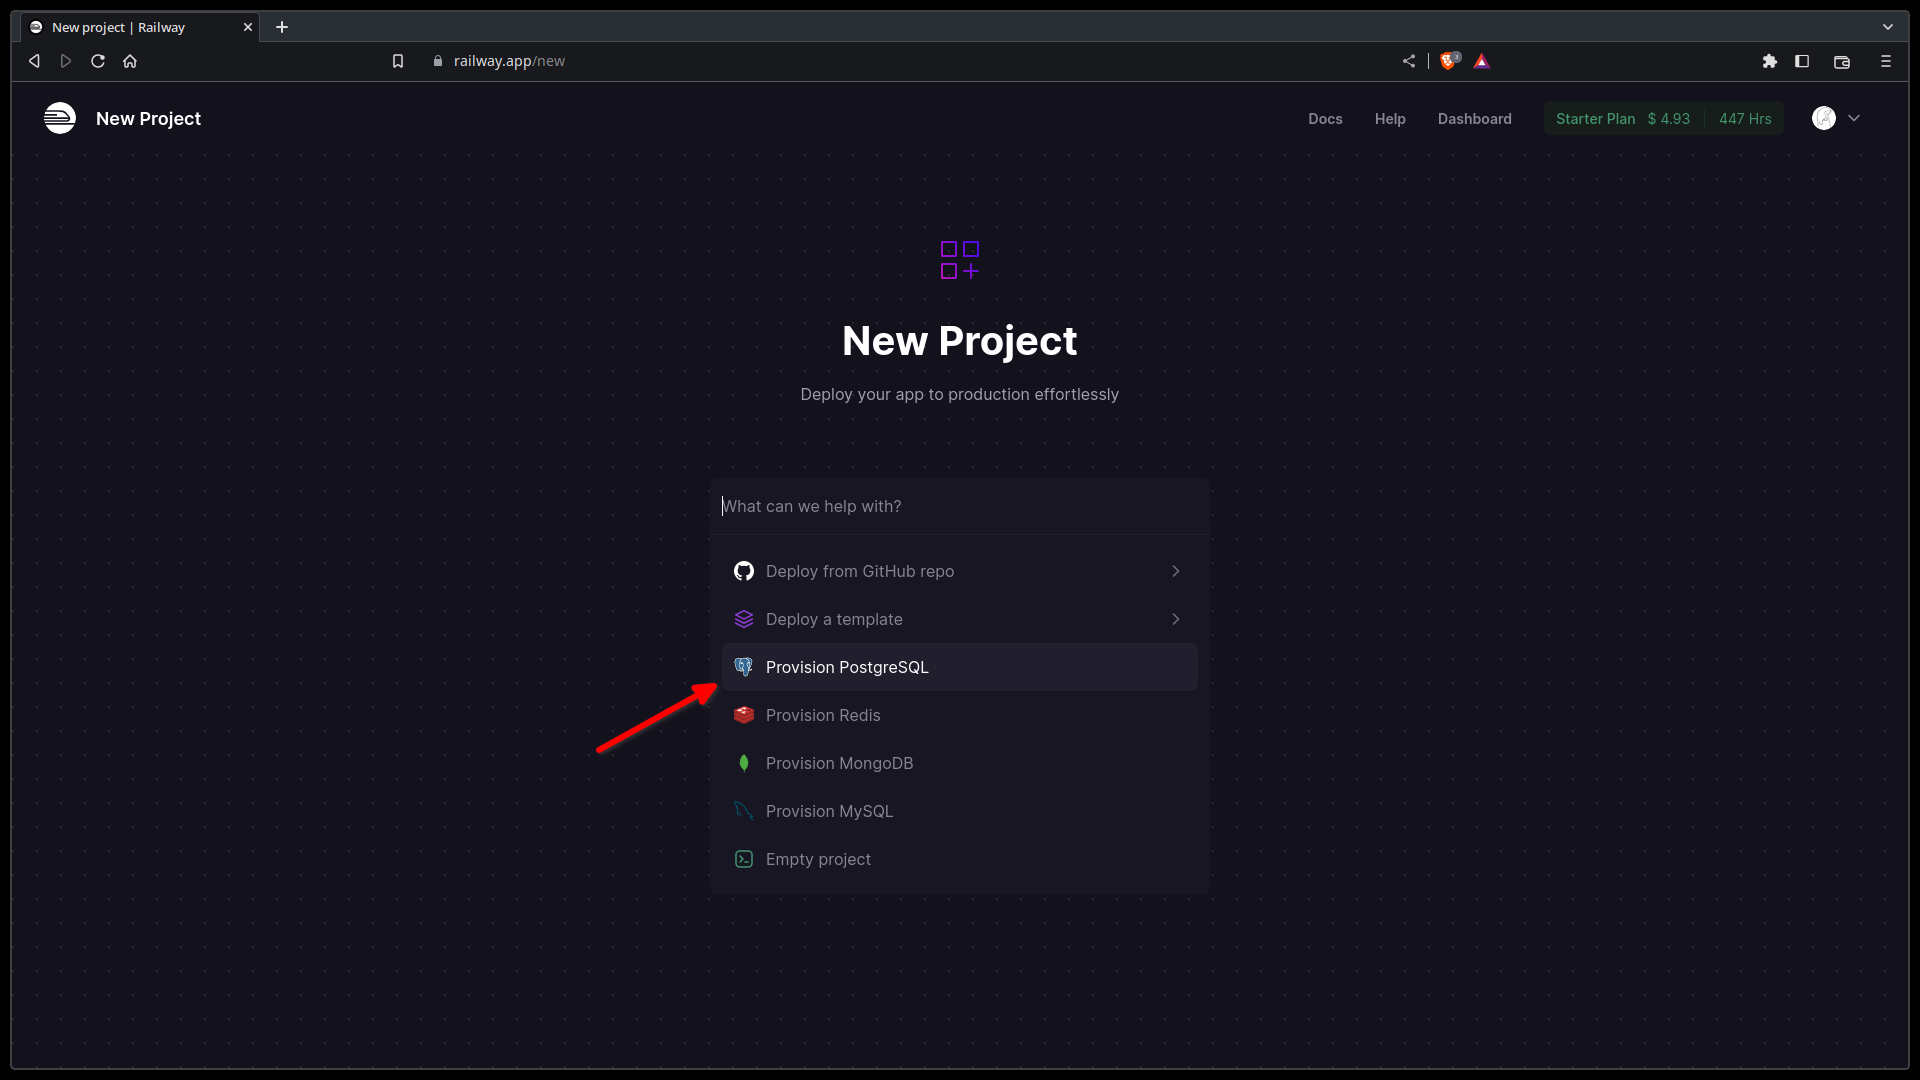 New project | Railway
railway.app/new
3
New Project
Docs
Help
Dashboard
Starter Plan $ 4.93 447 Hrs
New Project
Deploy your app to production effortlessly
What can we help with?
Deploy from GitHub repo
Deploy a template
Provision PostgreSQL
Provision Redis
Provision MongoDB
Provision MySQL
Empty project